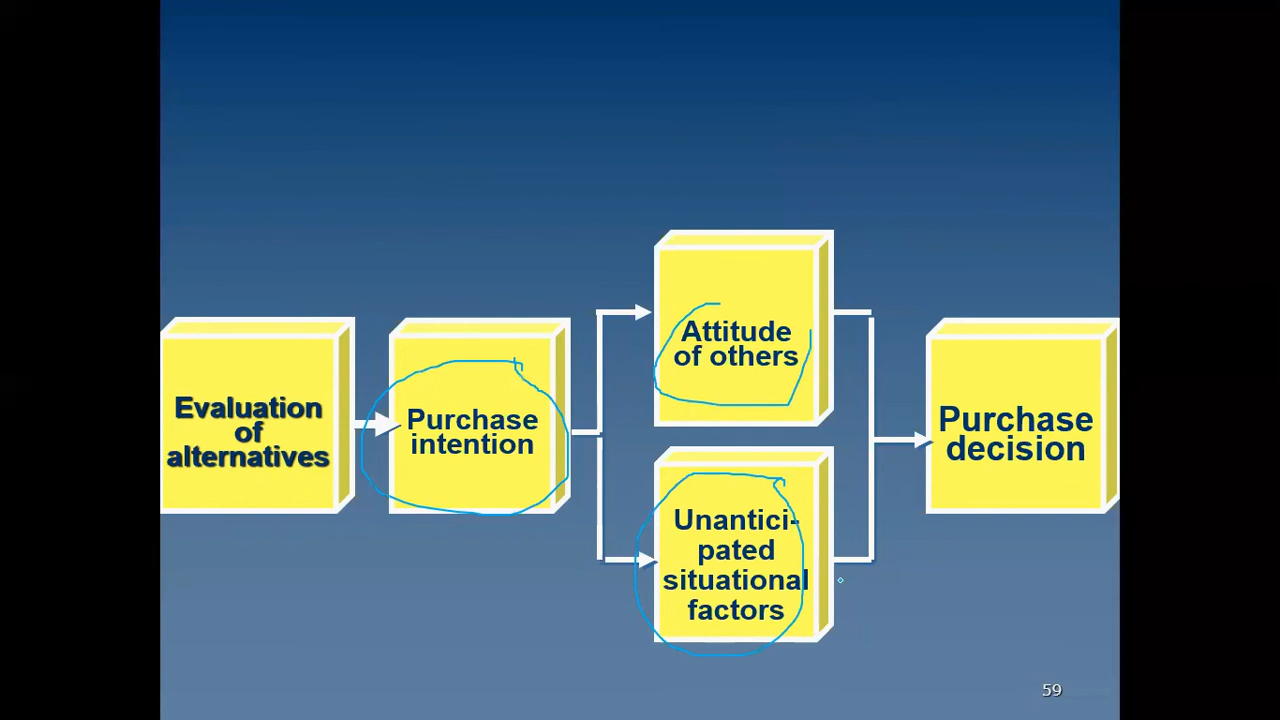 Evaluation
of
alternatives
Purchase
intention
Attitude
of others
Unantici-
pated
situational
factors
Purchase
decision
59